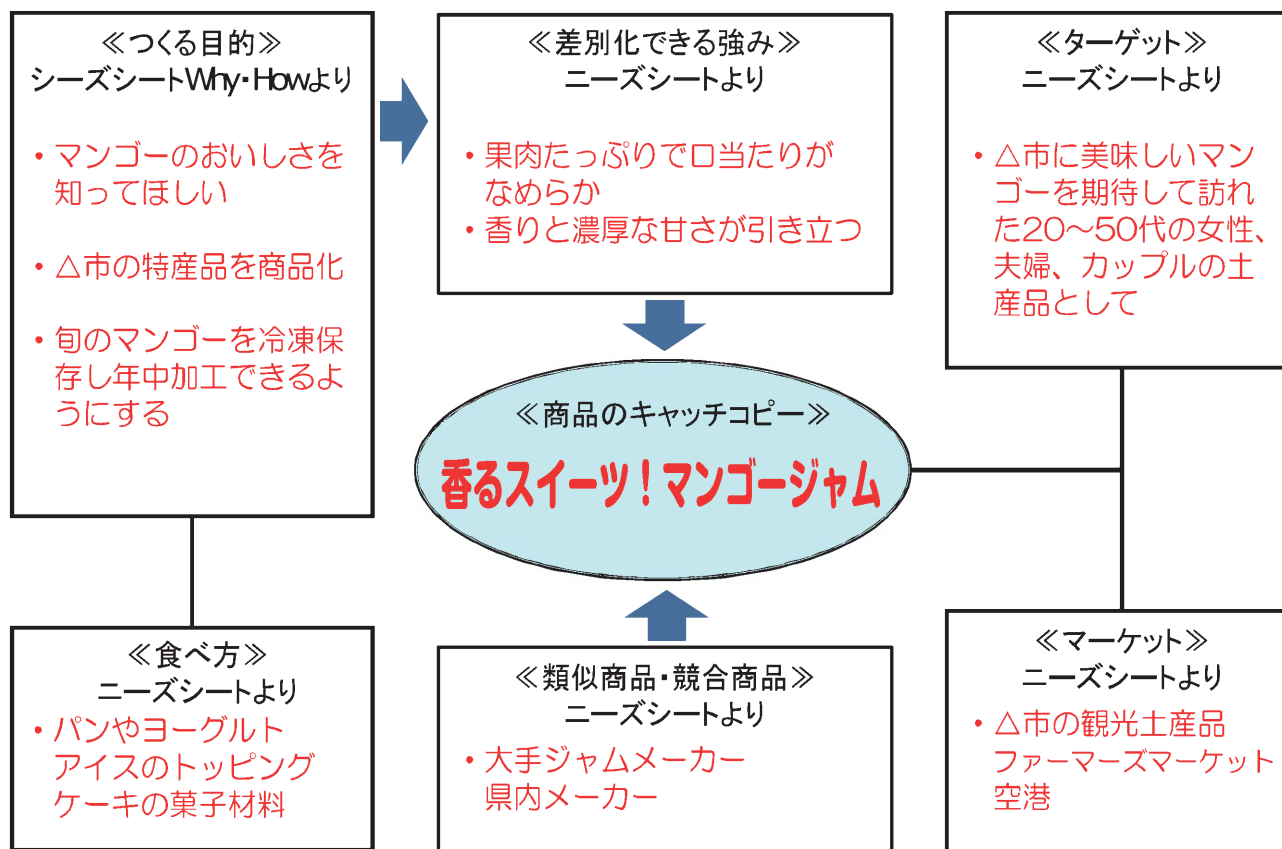 ≪つくる目的≫
シーズシートWhy・Howより
・マンゴーのおいしさを
知ってほしい
・△市の特産品を商品化
・旬のマンゴーを冷凍保
存し年中加工できるよ
うにする
≪差別化できる強み≫
ニーズシートより
・果肉たっぷりで口当たりが
なめらか
・香りと濃厚な甘さが引き立つ
≪ターゲット≫
ニーズシートより
・△市に美味しいマン
ゴーを期待して訪れ
た20～50代の女性、
夫婦、カップルの土
産品として
≪商品のキャッチコピー≫
香るスイーツ！マンゴージャム
≪食べ方≫
ニーズシートより
・パンやヨーグルト
アイスのトッピング
ケーキの菓子材料
≪類似商品・競合商品≫
ニーズシートより
・大手ジャムメーカー
県内メーカー
≪マーケット≫
ニーズシートより
・△市の観光土産品
ファーマーズマーケット
空港